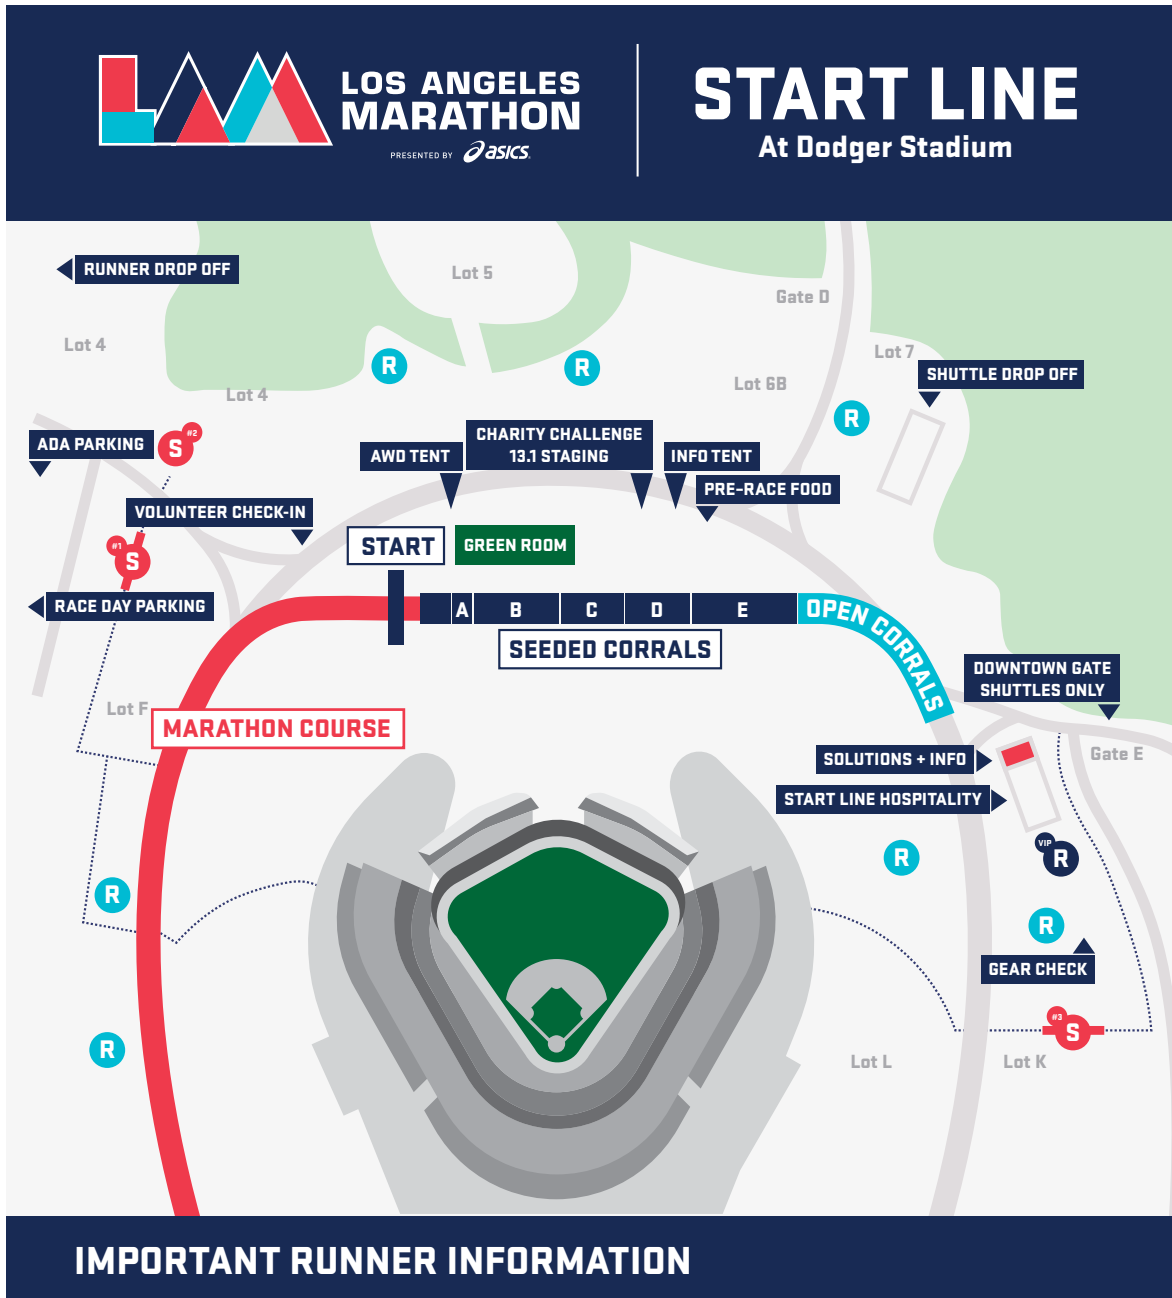 LOS ANGELES
MARATHON
PRESENTED BY asics
START LINE
At Dodger Stadium
RUNNER DROP OFF
Lot 5
Gate D
Lot 4
Lot 7
R
R
SHUTTLE DROP OFF
Lot 6B
Lot 4
R
#2
S
ADA PARKING
CHARITY CHALLENGE
13.1 STAGING
AWD TENT
INFO TENT
PRE-RACE FOOD
VOLUNTEER CHECK-IN
START
GREEN ROOM
#1
S
RACE DAY PARKING
A
B
C
D
E
OPEN CORRALS
SEEDED CORRALS
DOWNTOWN GATE
SHUTTLES ONLY
Lot F
MARATHON COURSE
Gate E
SOLUTIONS + INFO
START LINE HOSPITALITY
VIP
R
R
R
R
GEAR CHECK
#3
S
R
Lot L
Lot K
IMPORTANT RUNNER INFORMATION